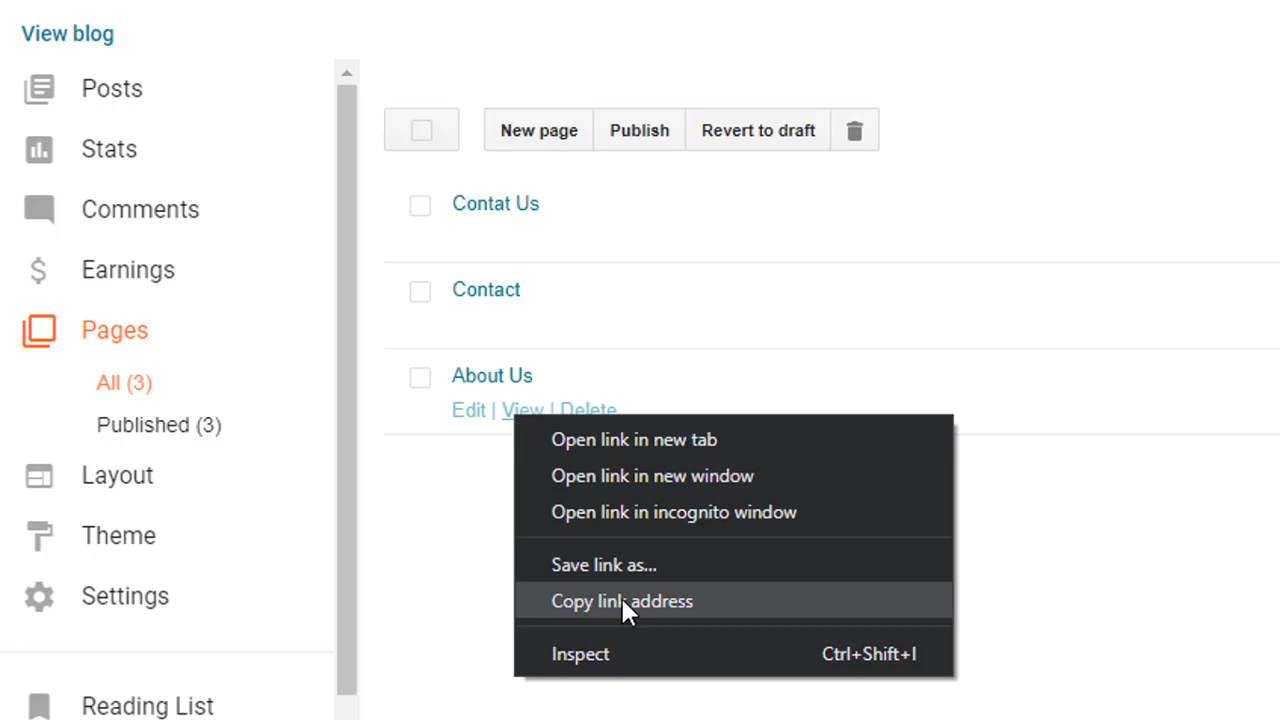 View blog
Posts
Stats
Comments
Earnings
Pages
All (3)
Published (3)
Layout
Theme
Settings
Reading List
New page
Publish
Revert to draft
Contat Us
Contact
About Us
Edit | View | Delete
Open link in new tab
Open link in new window
Open link in incognito window
Save link as...
Copy link address
Inspect Ctrl+Shift+I